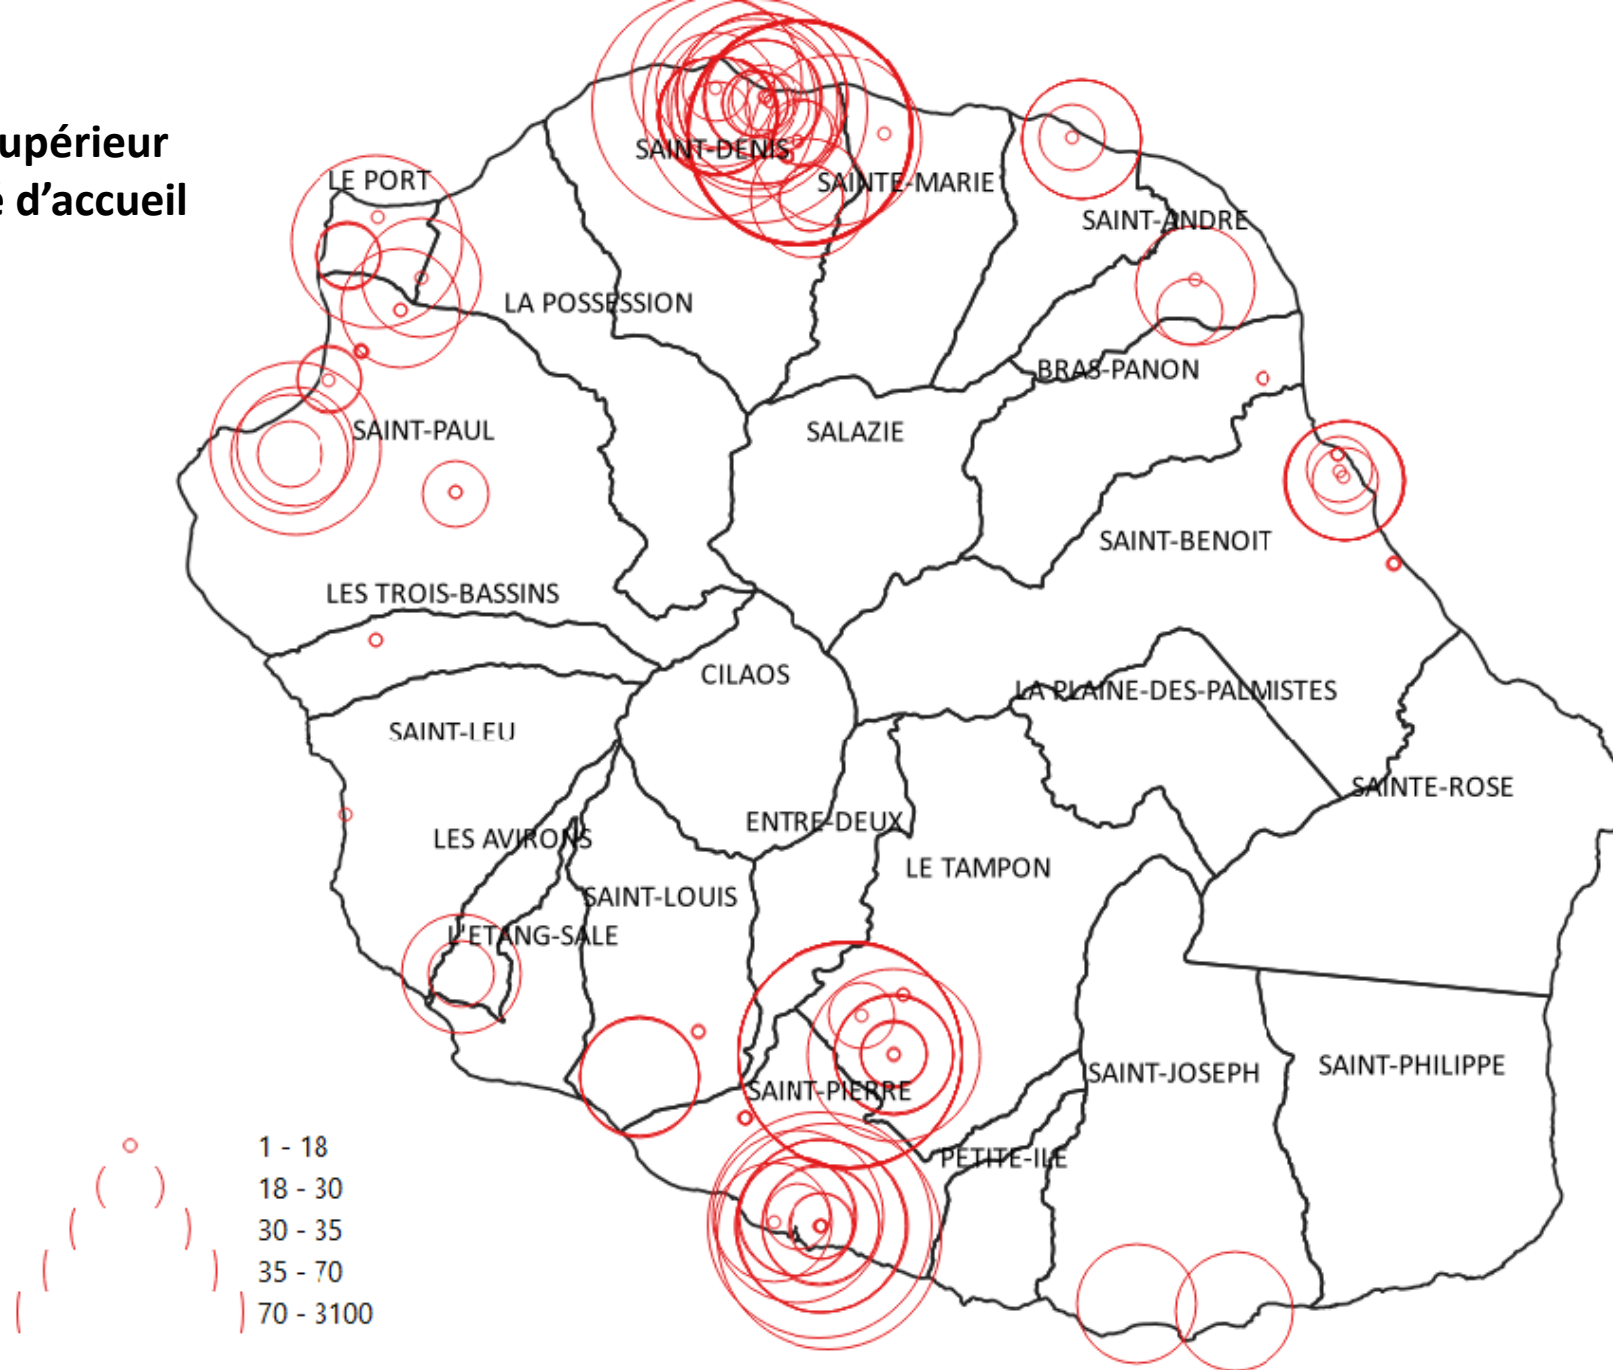 upérieur
é d’accueil
SAINT-DENIS
LE PORT
SAINTE-MARIE
SAINT-ANDRE
LA POSSESSION
BRAS-PANON
SAINT-PAUL
SALAZIE
SAINT-BENOIT
LES TROIS-BASSINS
CILAOS
LA PLAINE-DES-PALMISTES
SAINT-LEU
SAINTE-ROSE
ENTRE-DEUX
LES AVIRONS
LE TAMPON
SAINT-LOUIS
L'ETANG-SALE
SAINT-PHILIPPE
SAINT-JOSEPH
SAINT-PIERRE
PETITE-ILE
1 - 18
18 - 30
30 - 35
35 - 70
70 - 3100